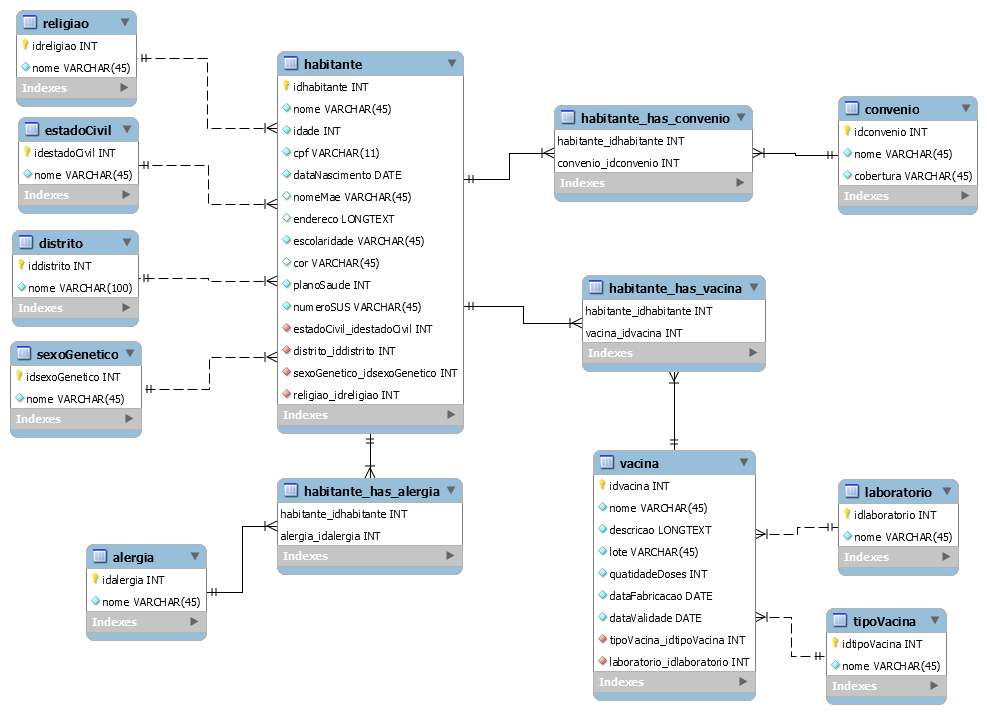 religiao
idreligiao INT
nome VARCHAR(45)
Indexes
estadoCivil
idestadoCivil INT
nome VARCHAR(45)
Indexes
distrito
iddistrito INT
nome VARCHAR(100)
Indexes
sexoGenetico
idsexoGenetico INT
nome VARCHAR(45)
Indexes
habitante
idhabitante INT
nome VARCHAR(45)
idade INT
cpf VARCHAR(11)
dataNascimento DATE
nomeMae VARCHAR(45)
endereco LONGTEXT
escolaridade VARCHAR(45)
cor VARCHAR(45)
planoSaude INT
numeroSUS VARCHAR(45)
estadoCivil_idestadoCivil INT
distrito_iddistrito INT
sexoGenetico_idsexoGenetico INT
religiao_idreligiao INT
Indexes
habitante_has_convenio
habitante_idhabitante INT
convenio_idconvenio INT
Indexes
convenio
idconvenio INT
nome VARCHAR(45)
cobertura VARCHAR(45)
Indexes
habitante_has_vacina
habitante_idhabitante INT
vacina_idvacina INT
Indexes
habitante_has_alergia
habitante_idhabitante INT
alergia_idalergia INT
Indexes
alergia
idalergia INT
nome VARCHAR(45)
Indexes
vacina
idvacina INT
nome VARCHAR(45)
descricao LONGTEXT
lote VARCHAR(45)
quatidadeDoses INT
dataFabricacao DATE
dataValidade DATE
tipoVacina_idtipoVacina INT
laboratorio_idlaboratorio INT
Indexes
laboratorio
idlaboratorio INT
nome VARCHAR(45)
Indexes
tipoVacina
idtipoVacina INT
nome VARCHAR(45)
Indexes